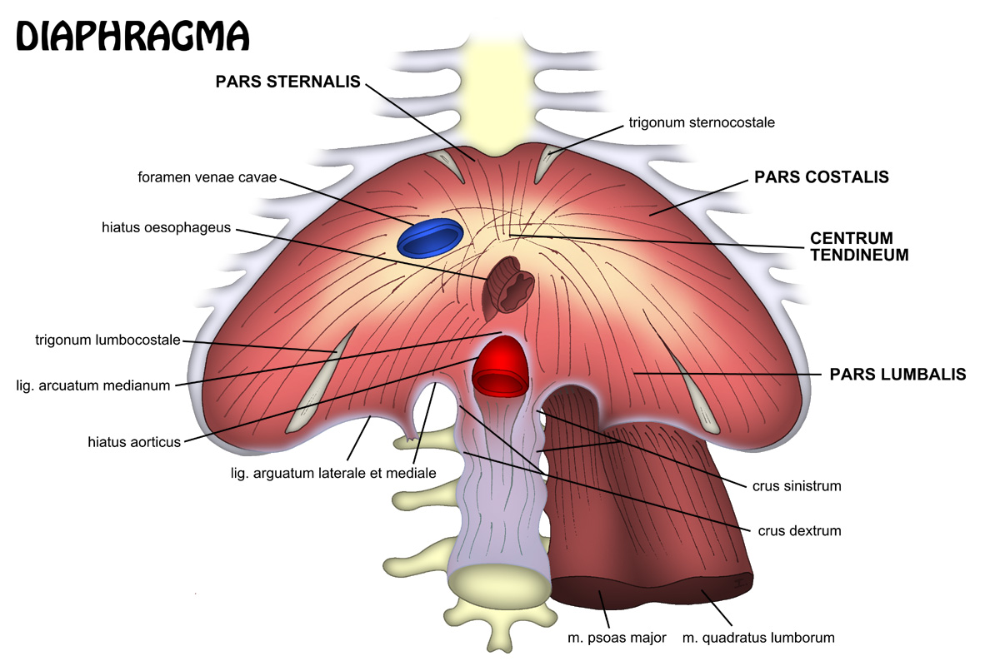 DIAPHRAGMA
PARS STERNALIS
trigonum sternocostale
foramen venae cavae
PARS COSTALIS
hiatus oesophageus
CENTRUM
TENDINEUM
trigonum lumbocostale
lig. arcuatum medianum
PARS LUMBALIS
hiatus aorticus
lig. arguatum laterale et mediale
crus sinistrum
crus dextrum
m. psoas major
m. quadratus lumborum